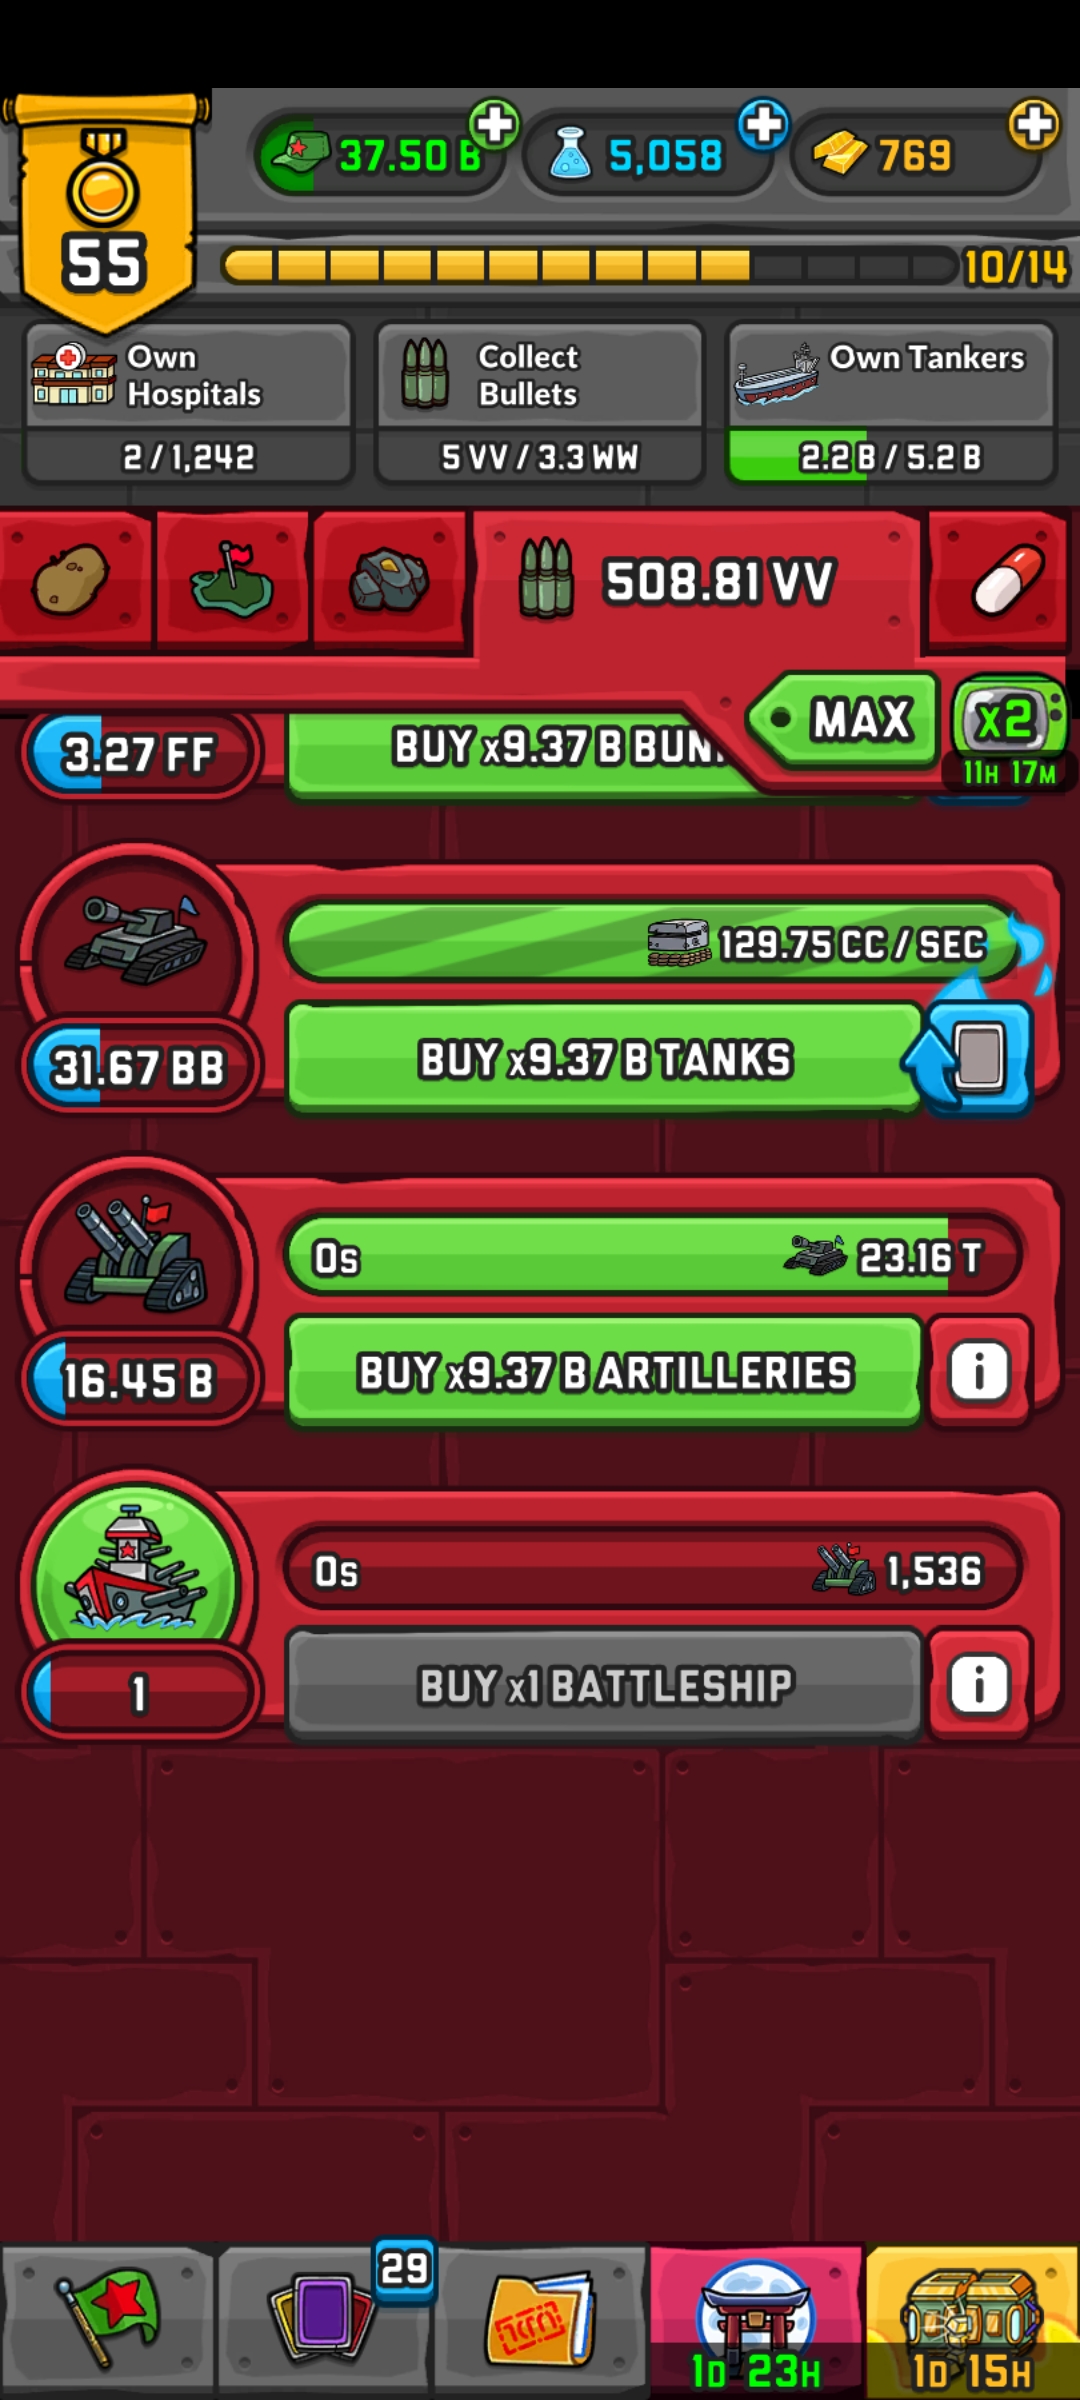 37.50 B
5,058
769
55
10/14
Own
Hospitals
2 / 1,242
Collect
Bullets
5 VV / 3.3 WW
Own Tankers
2.2 B / 5.2 B
508.81 VV
MAX
x2
11H 17M
3.27 FF
BUY x9.37 B BUN
129.75 CC / SEC
31.67 BB
BUY x9.37 B TANKS
0s
23.16 T
16.45 B
BUY x9.37 B ARTILLERIES
i
0s
1,536
1
BUY x1 BATTLESHIP
i
29
1D 23H
1D 15H